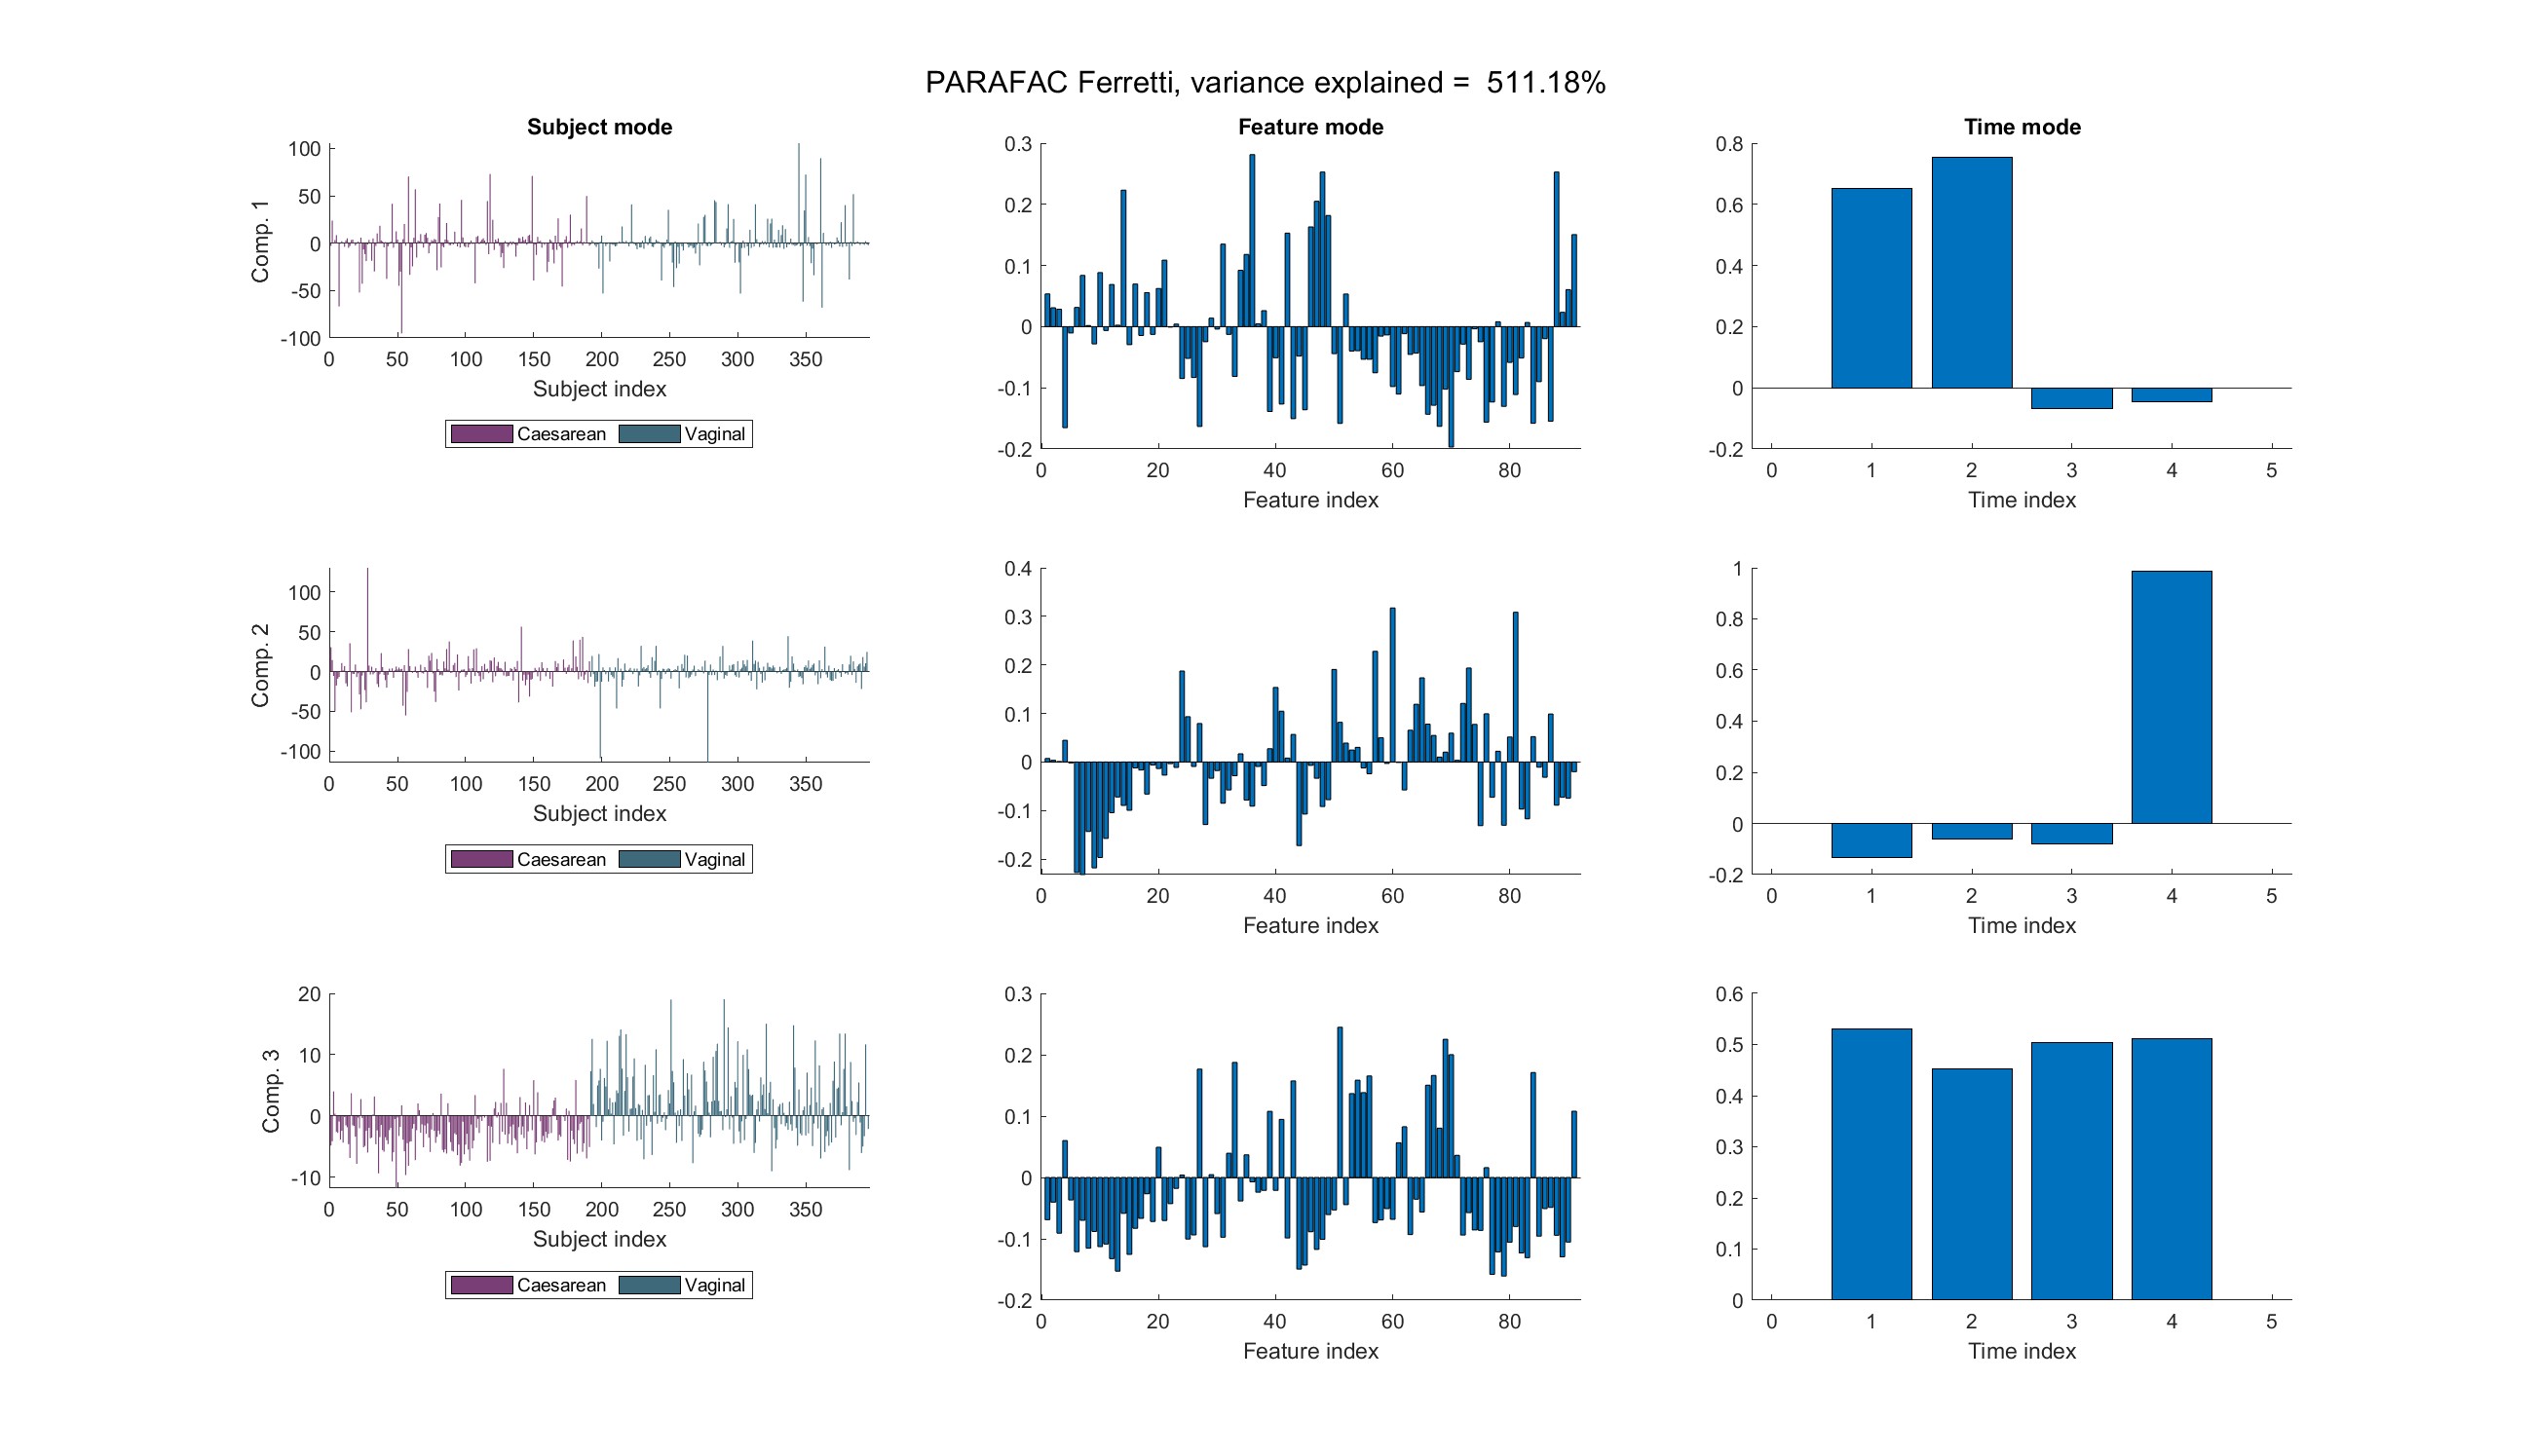 PARAFAC Ferretti, variance explained =  511.18%
Subject mode
Feature mode
Time mode
Comp. 1
100
50
0
-50
-100
0 50 100 150 200 250 300 350
Subject index
Caesarean Vaginal
0.3
0.2
0.1
0
-0.1
-0.2
0 20 40 60 80
Feature index
0.8
0.6
0.4
0.2
0
-0.2
0 1 2 3 4 5
Time index
Comp. 2
100
50
0
-50
-100
0 50 100 150 200 250 300 350
Subject index
Caesarean Vaginal
0.4
0.3
0.2
0.1
0
-0.1
-0.2
0 20 40 60 80
Feature index
1
0.8
0.6
0.4
0.2
0
-0.2
0 1 2 3 4 5
Time index
Comp. 3
20
10
0
-10
0 50 100 150 200 250 300 350
Subject index
Caesarean Vaginal
0.3
0.2
0.1
0
-0.1
-0.2
0 20 40 60 80
Feature index
0.6
0.5
0.4
0.3
0.2
0.1
0
0 1 2 3 4 5
Time index